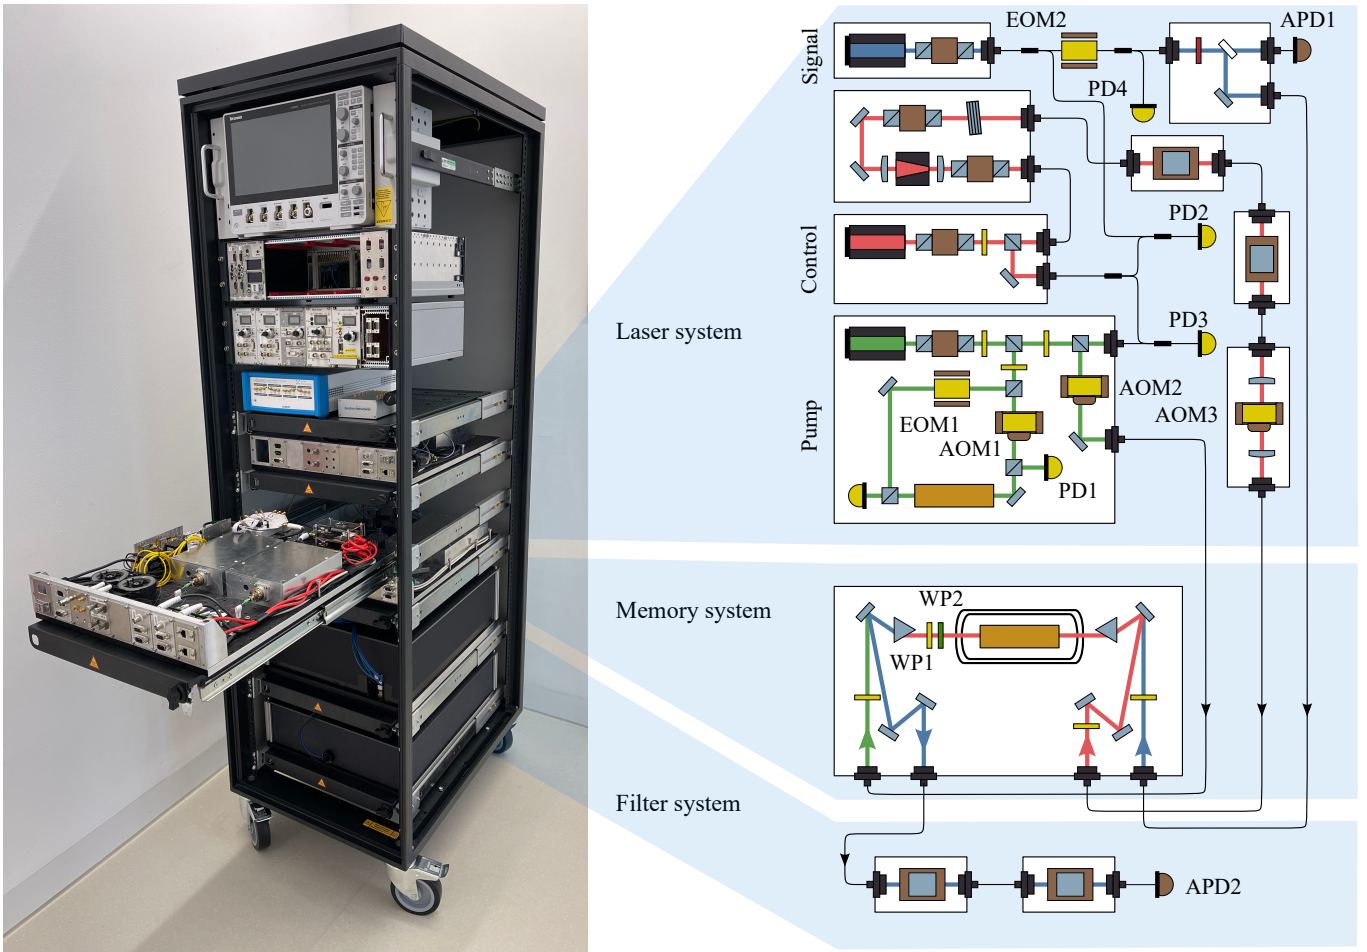 Signal
EOM2
APD1
PD4
Control
PD2
Laser system
PD3
Pump
EOM1
AOM1
AOM2
AOM3
PD1
Memory system
WP2
WP1
Filter system
APD2
Tektronix